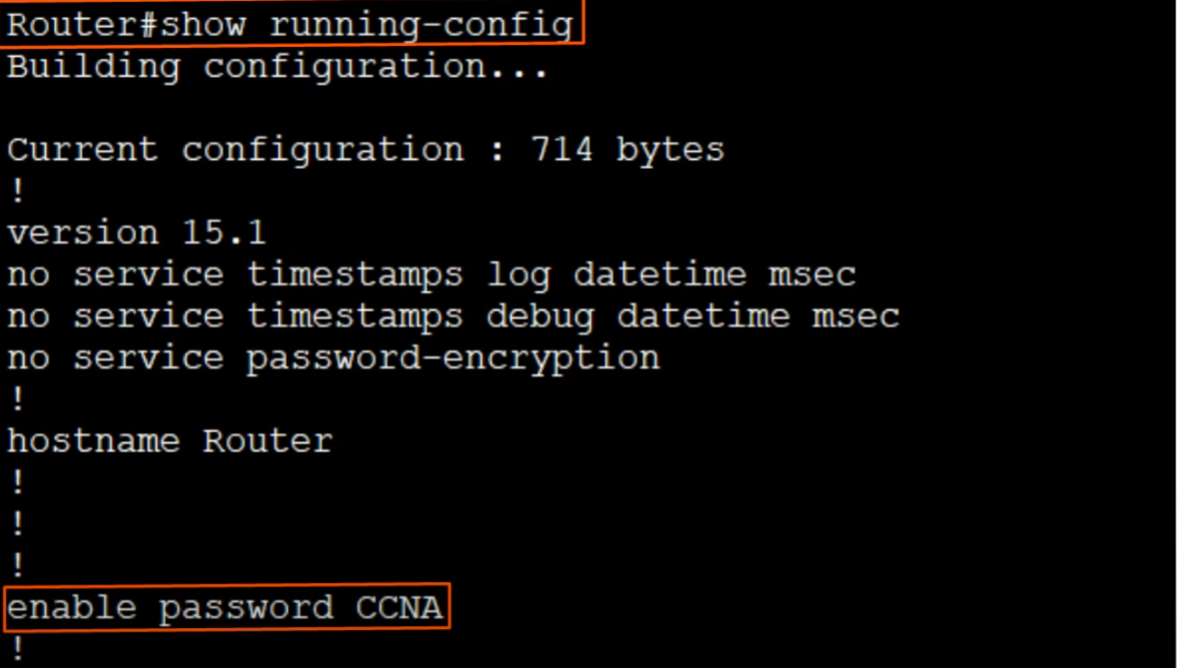 Router#show running-config
Building configuration...
Current configuration : 714 bytes
!
version 15.1
no service timestamps log datetime msec
no service timestamps debug datetime msec
no service password-encryption
!
hostname Router
!
!
!
enable password CCNA
!